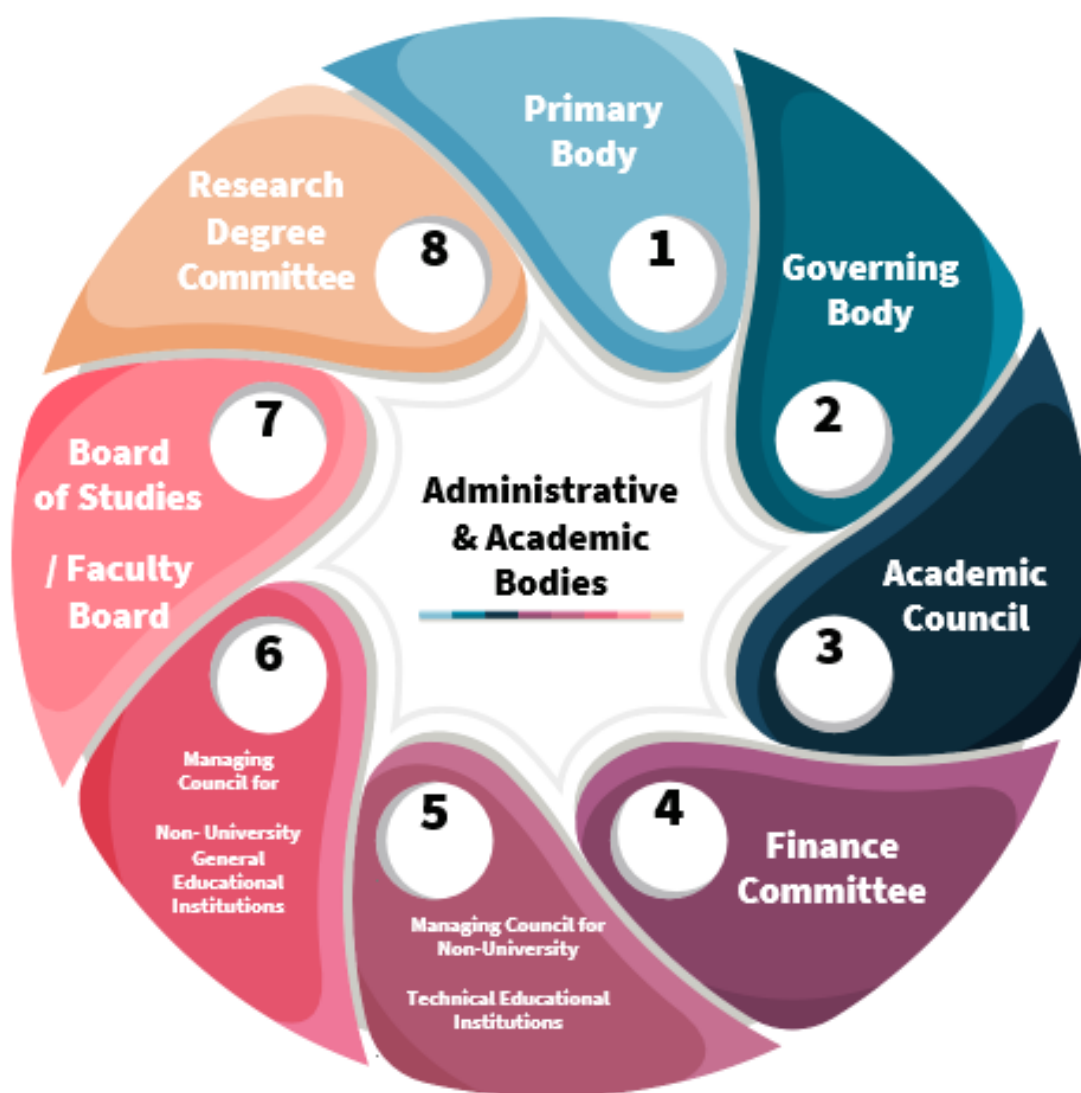 Primary
Body
1
Governing
Body
2
Academic
Council
3
Finance
Committee
4
Managing Council for
Non-University
Technical Educational
Institutions
5
Managing
Council for
Non- University
General
Educational
Institutions
6
Board
of Studies
/ Faculty
Board
7
Research
Degree
Committee
8
Administrative
& Academic
Bodies